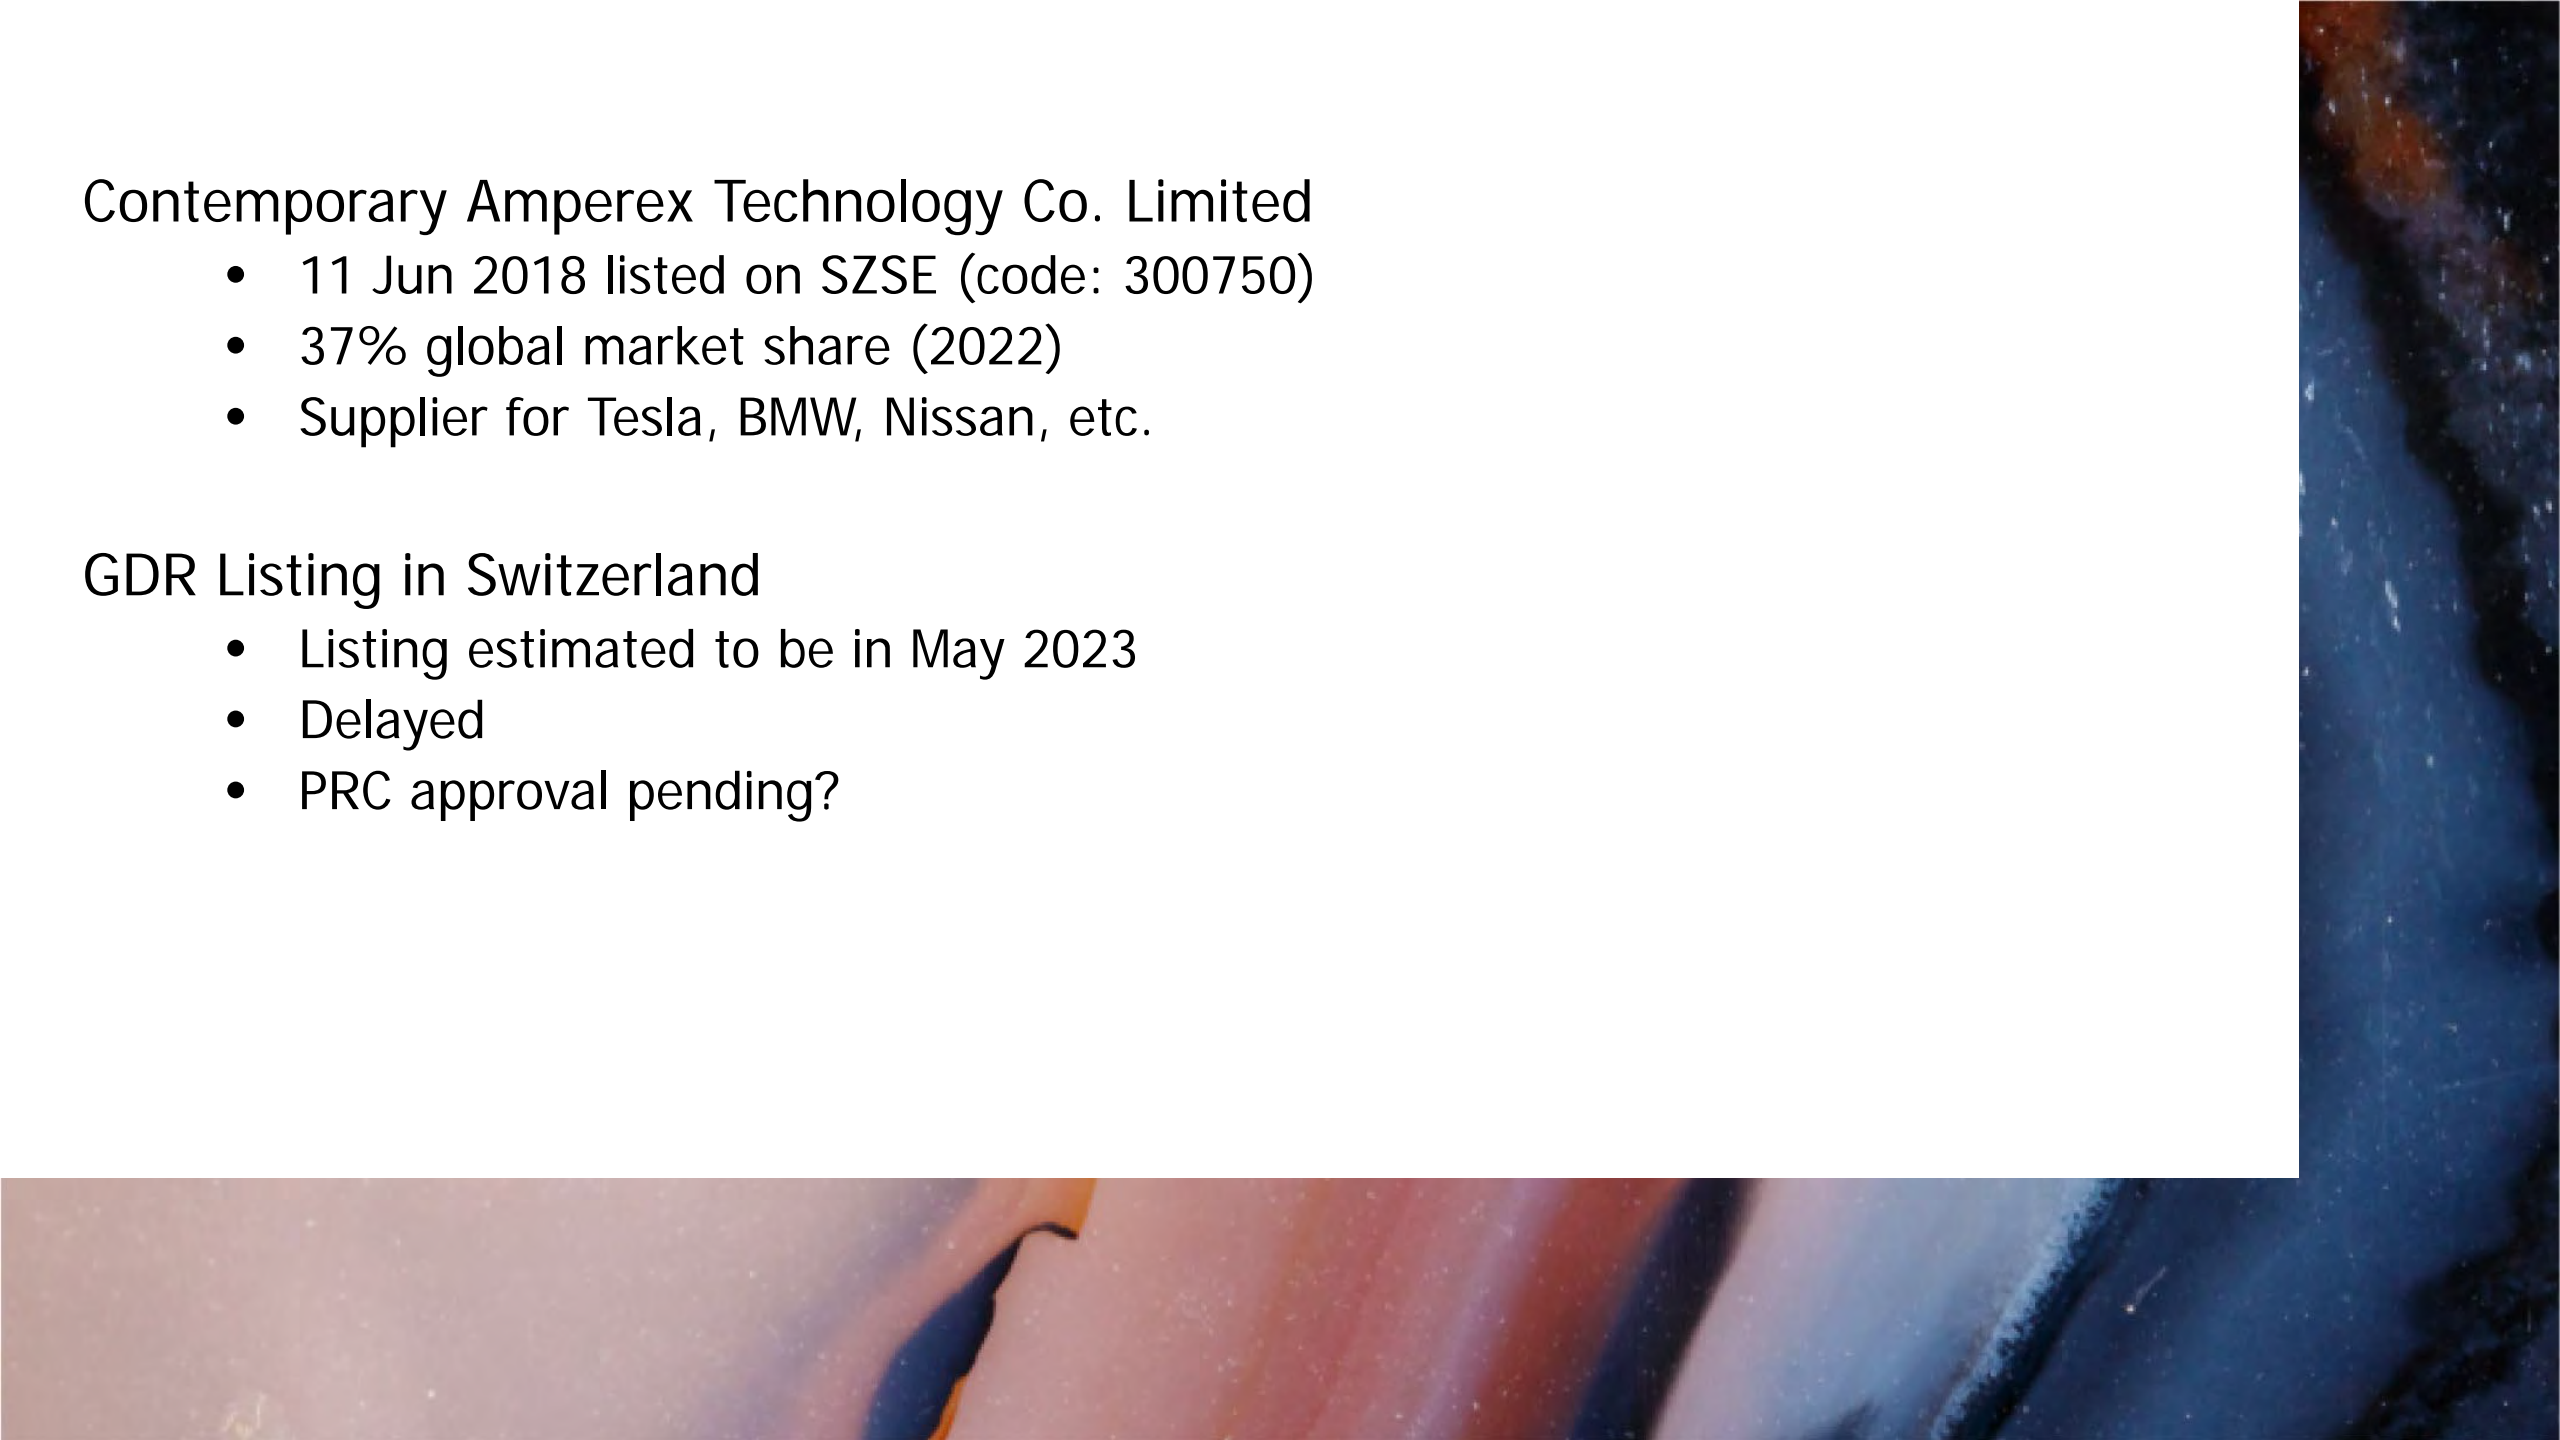 Contemporary Amperex Technology Co. Limited
• 11 Jun 2018 listed on SZSE (code: 300750)
• 37% global market share (2022)
• Supplier for Tesla, BMW, Nissan, etc.
GDR Listing in Switzerland
• Listing estimated to be in May 2023
• Delayed
• PRC approval pending?